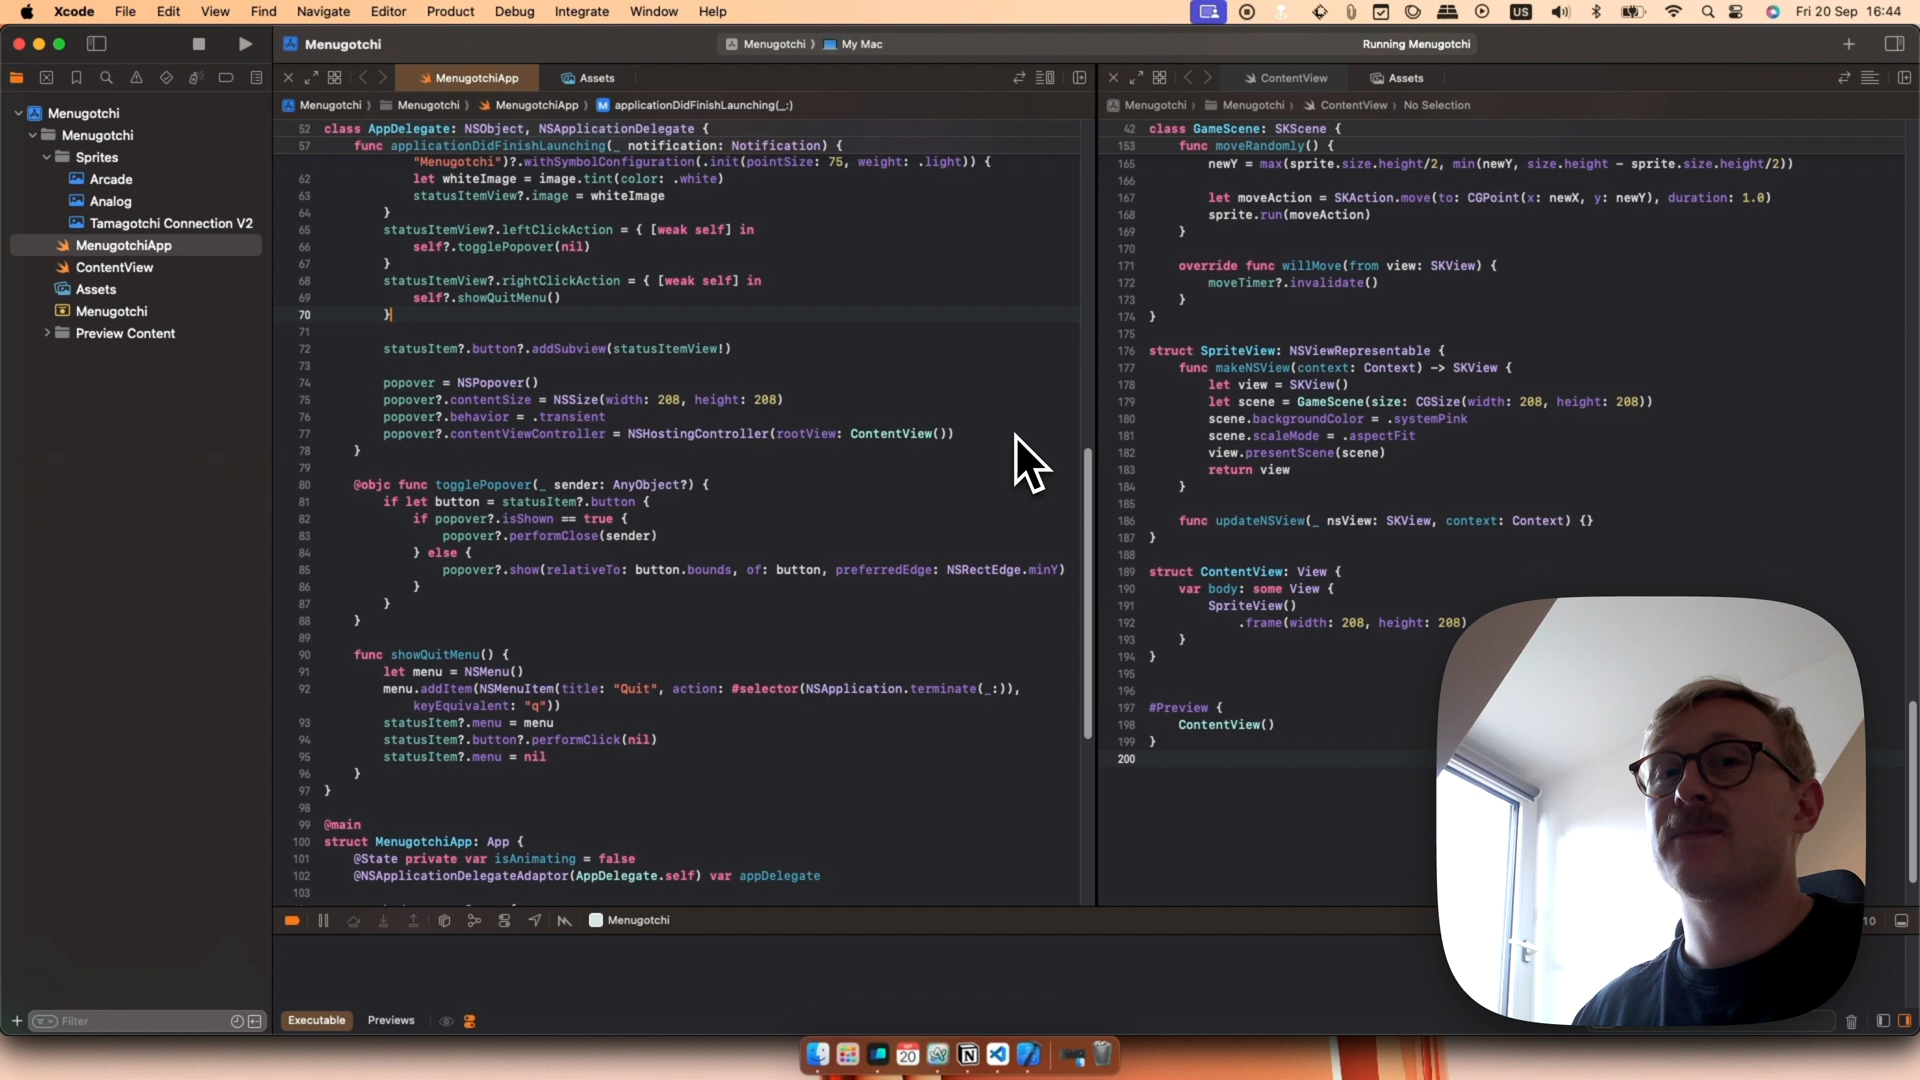 Xcode File Edit View Find Navigate Editor Product Debug Integrate Window Help
US
Fri 20 Sep 16:44
Menugotchi
Menugotchi My Mac
Running Menugotchi
MenugotchiApp
Assets
ContentView
Assets
Menugotchi Menugotchi MenugotchiApp M applicationDidFinishLaunching(_:)
Menugotchi Menugotchi ContentView No Selection
Menugotchi
Menugotchi
Sprites
Arcade
Analog
Tamagotchi Connection V2
MenugotchiApp
ContentView
Assets
Menugotchi
Preview Content
52 class AppDelegate: NSObject, NSApplicationDelegate {
57 func applicationDidFinishLaunching(_ notification: Notification) {
"Menugotchi")?.withSymbolConfiguration(.init(pointSize: 75, weight: .light)) {
62 let whiteImage = image.tint(color: .white)
63 statusItemView?.image = whiteImage
64 }
65 statusItemView?.leftClickAction = { [weak self] in
66 self?.togglePopover(nil)
67 }
68 statusItemView?.rightClickAction = { [weak self] in
69 self?.showQuitMenu()
70 }
71
72 statusItem?.button?.addSubview(statusItemView!)
73
74 popover = NSPopover()
75 popover?.contentSize = NSSize(width: 208, height: 208)
76 popover?.behavior = .transient
77 popover?.contentViewController = NSHostingController(rootView: ContentView())
78 }
79
80 @objc func togglePopover(_ sender: AnyObject?) {
81 if let button = statusItem?.button {
82 if popover?.isShown == true {
83 popover?.performClose(sender)
84 } else {
85 popover?.show(relativeTo: button.bounds, of: button, preferredEdge: NSRectEdge.minY)
86 }
87 }
88 }
89
90 func showQuitMenu() {
91 let menu = NSMenu()
92 menu.addItem(NSMenuItem(title: "Quit", action: #selector(NSApplication.terminate(_:)),
keyEquivalent: "q"))
93 statusItem?.menu = menu
94 statusItem?.button?.performClick(nil)
95 statusItem?.menu = nil
96 }
97 }
98
99 @main
100 struct MenugotchiApp: App {
101 @State private var isAnimating = false
102 @NSApplicationDelegateAdaptor(AppDelegate.self) var appDelegate
103
42 class GameScene: SKScene {
153 func moveRandomly() {
165 newY = max(sprite.size.height/2, min(newY, size.height - sprite.size.height/2))
166
167 let moveAction = SKAction.move(to: CGPoint(x: newX, y: newY), duration: 1.0)
168 sprite.run(moveAction)
169 }
170
171 override func willMove(from view: SKView) {
172 moveTimer?.invalidate()
173 }
174 }
175
176 struct SpriteView: NSViewRepresentable {
177 func makeNSView(context: Context) -> SKView {
178 let view = SKView()
179 let scene = GameScene(size: CGSize(width: 208, height: 208))
180 scene.backgroundColor = .systemPink
181 scene.scaleMode = .aspectFit
182 view.presentScene(scene)
183 return view
184 }
185
186 func updateNSView(_ nsView: SKView, context: Context) {}
187 }
188
189 struct ContentView: View {
190 var body: some View {
191 SpriteView()
192 .frame(width: 208, height: 208)
193 }
194 }
195
196
197 #Preview {
198 ContentView()
199 }
200
Menugotchi
10
Filter
Executable Previews
SEP
20